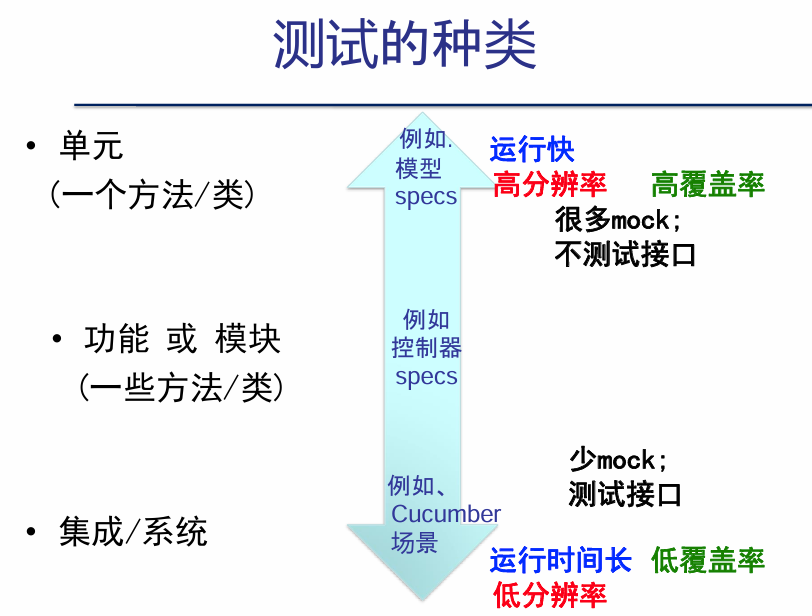 测试的种类
• 单元
(一个方法/类)
例如.
模型
specs
运行快
高分辨率 高覆盖率
很多mock;
不测试接口
• 功能 或 模块
(一些方法/类)
例如
控制器
specs
少mock;
测试接口
• 集成/系统
例如、
Cucumber
场景
运行时间长 低覆盖率
低分辨率